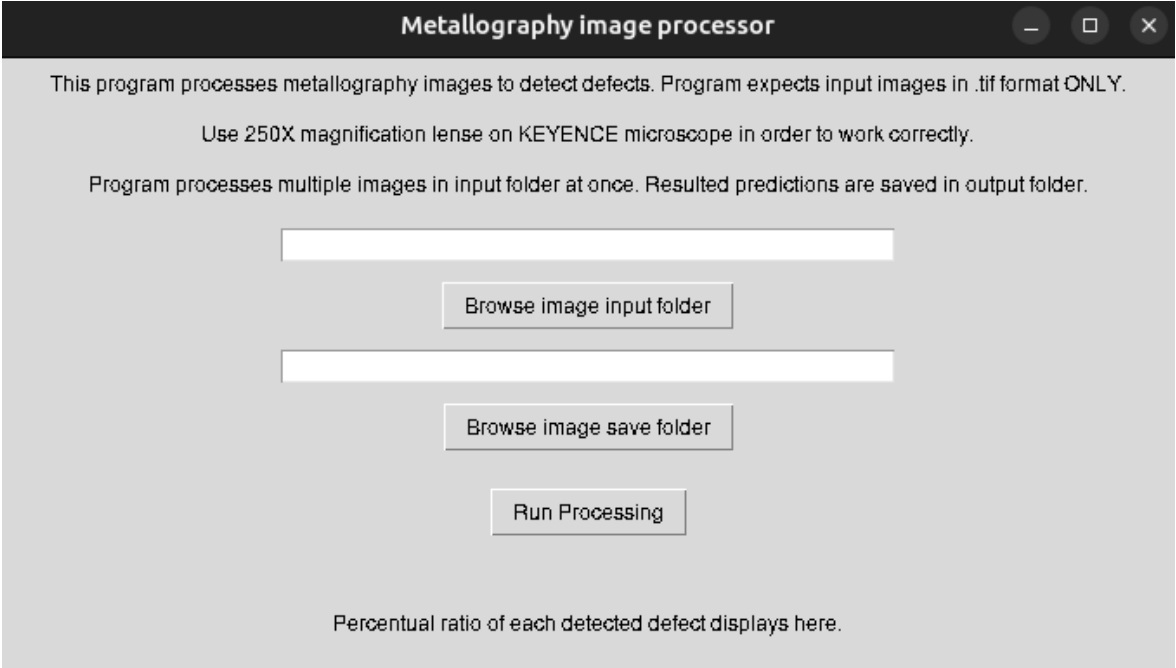 Metallography image processor
This program processes metallography images to detect defects. Program expects input images in .tif format ONLY.
Use 250X magnification lense on KEYENCE microscope in order to work correctly.
Program processes multiple images in input folder at once. Resulted predictions are saved in output folder.
Browse image input folder
Browse image save folder
Run Processing
Percentual ratio of each detected defect displays here.